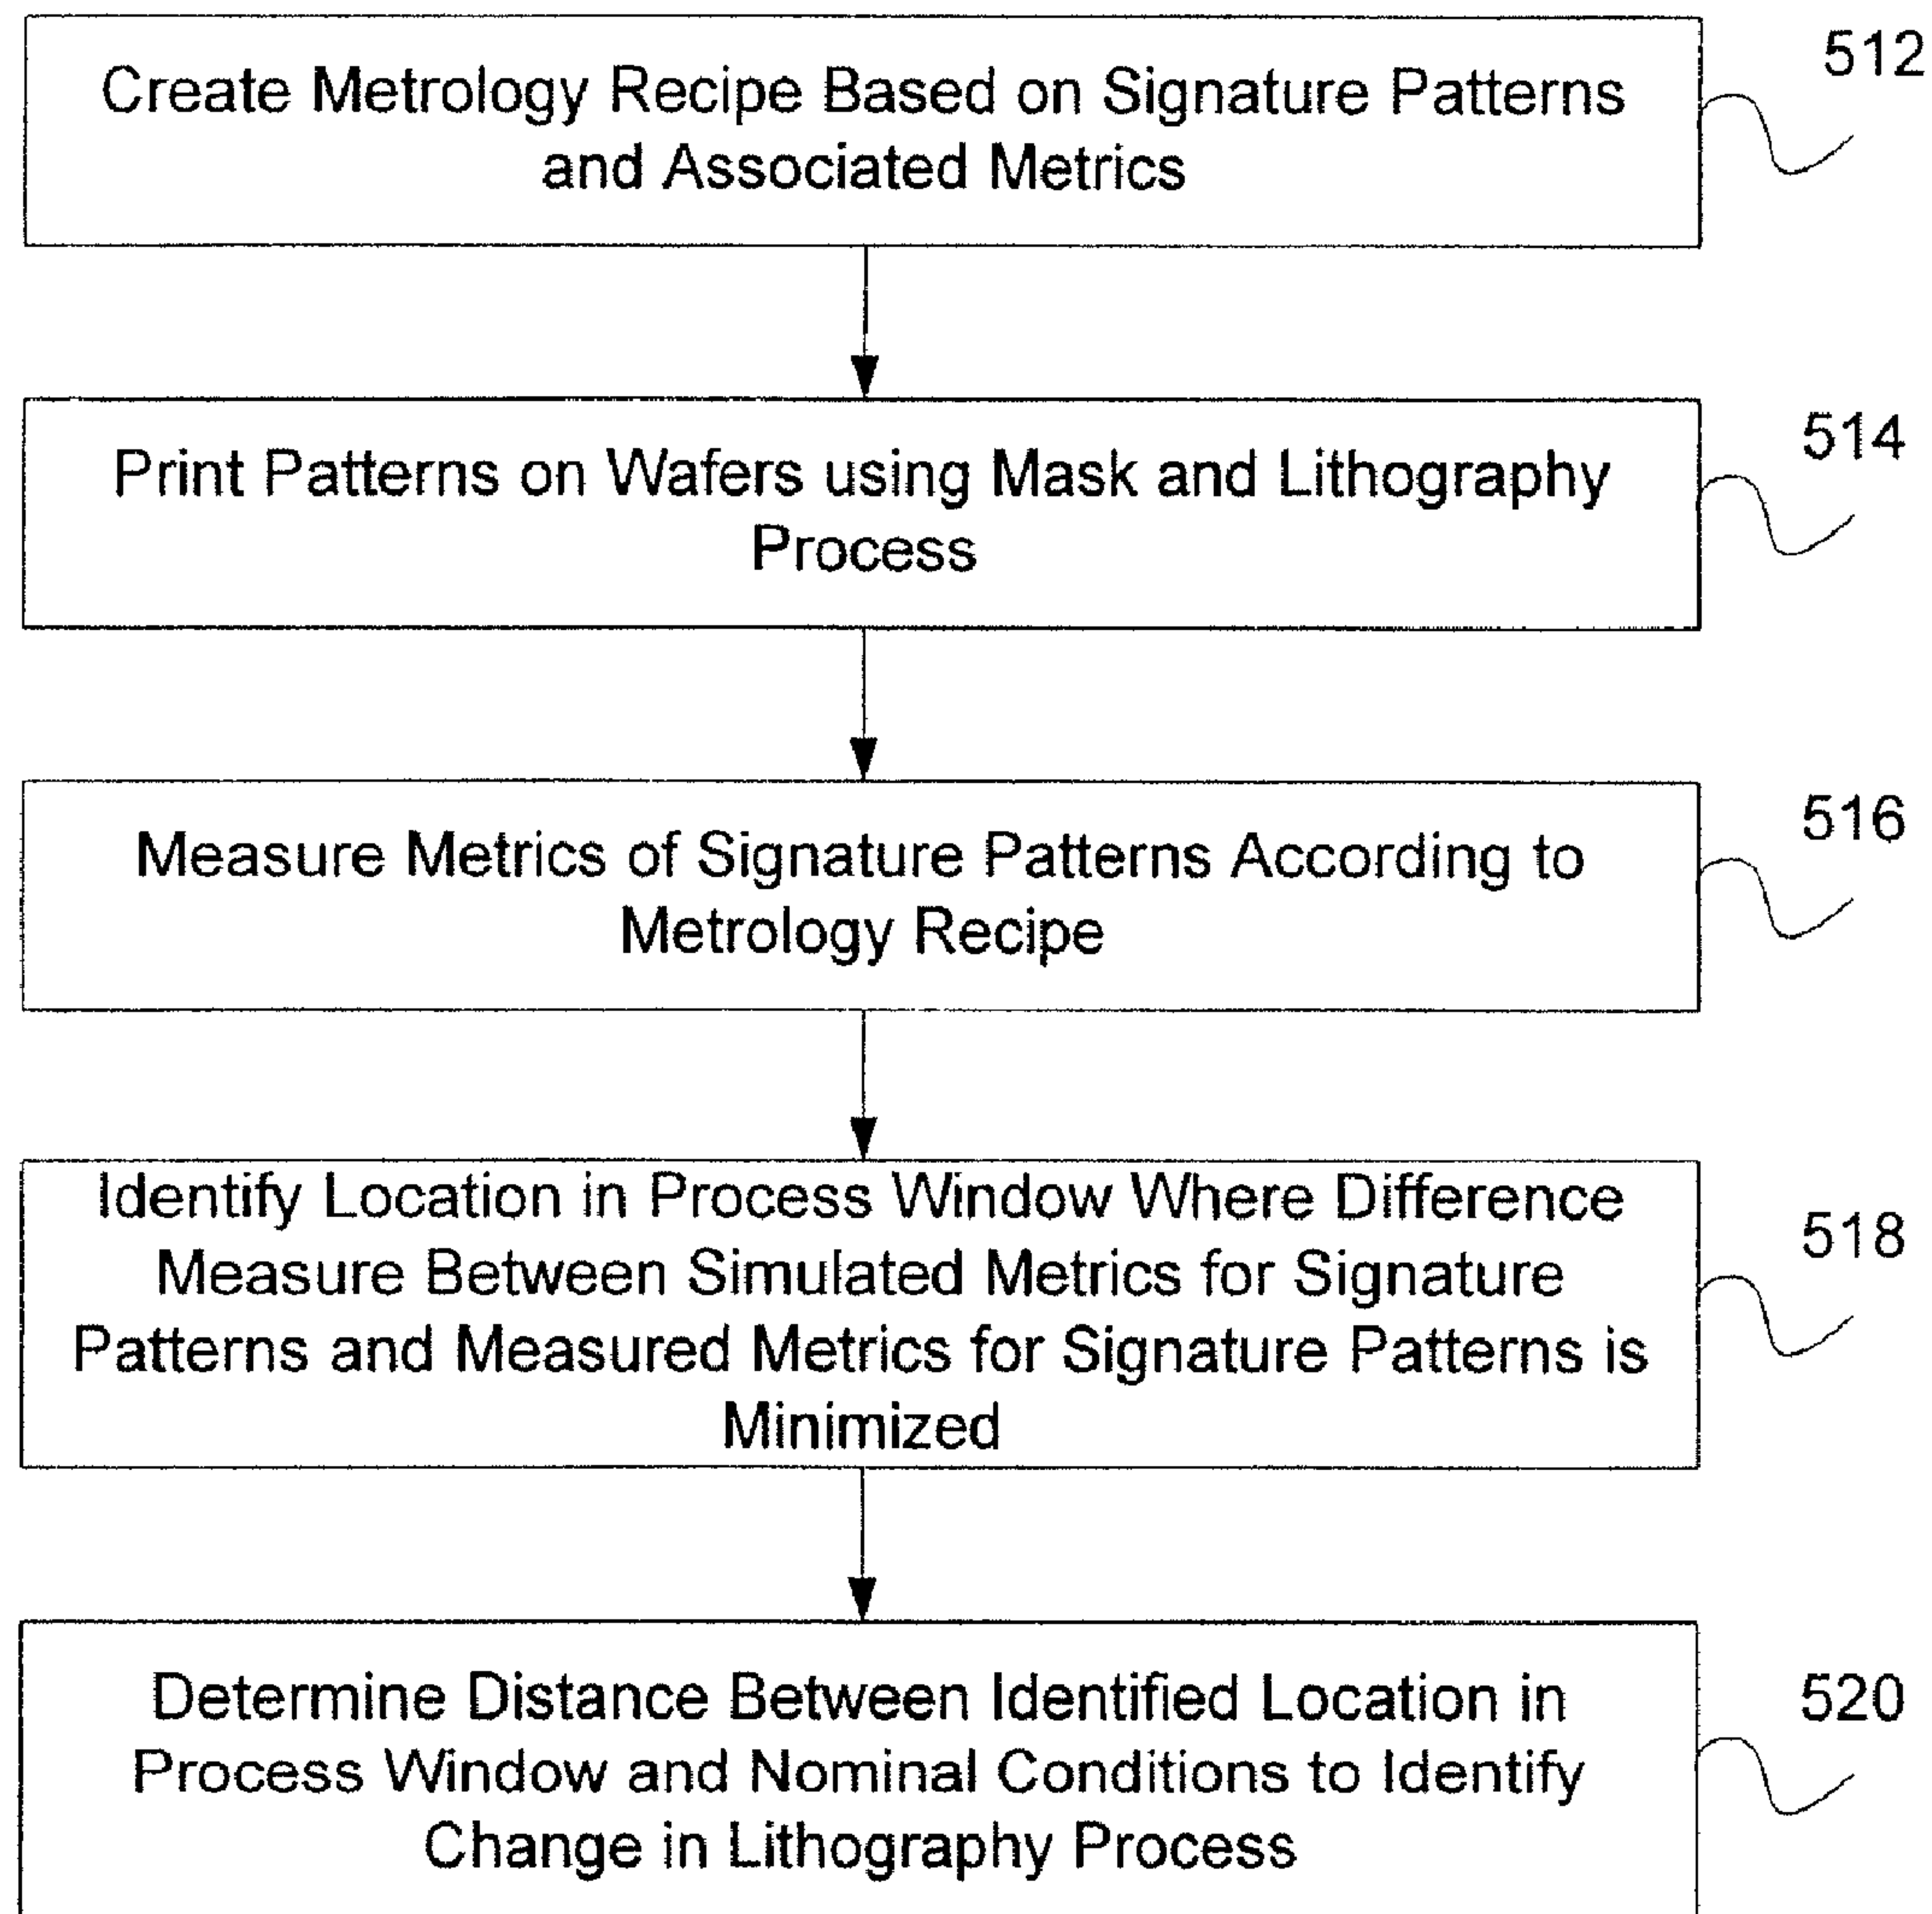 Create Metrology Recipe Based on Signature Patterns
and Associated Metrics
512
Print Patterns on Wafers using Mask and Lithography
Process
514
Measure Metrics of Signature Patterns According to
Metrology Recipe
516
Identify Location in Process Window Where Difference
Measure Between Simulated Metrics for Signature
Patterns and Measured Metrics for Signature Patterns is
Minimized
518
Determine Distance Between Identified Location in
Process Window and Nominal Conditions to Identify
Change in Lithography Process
520